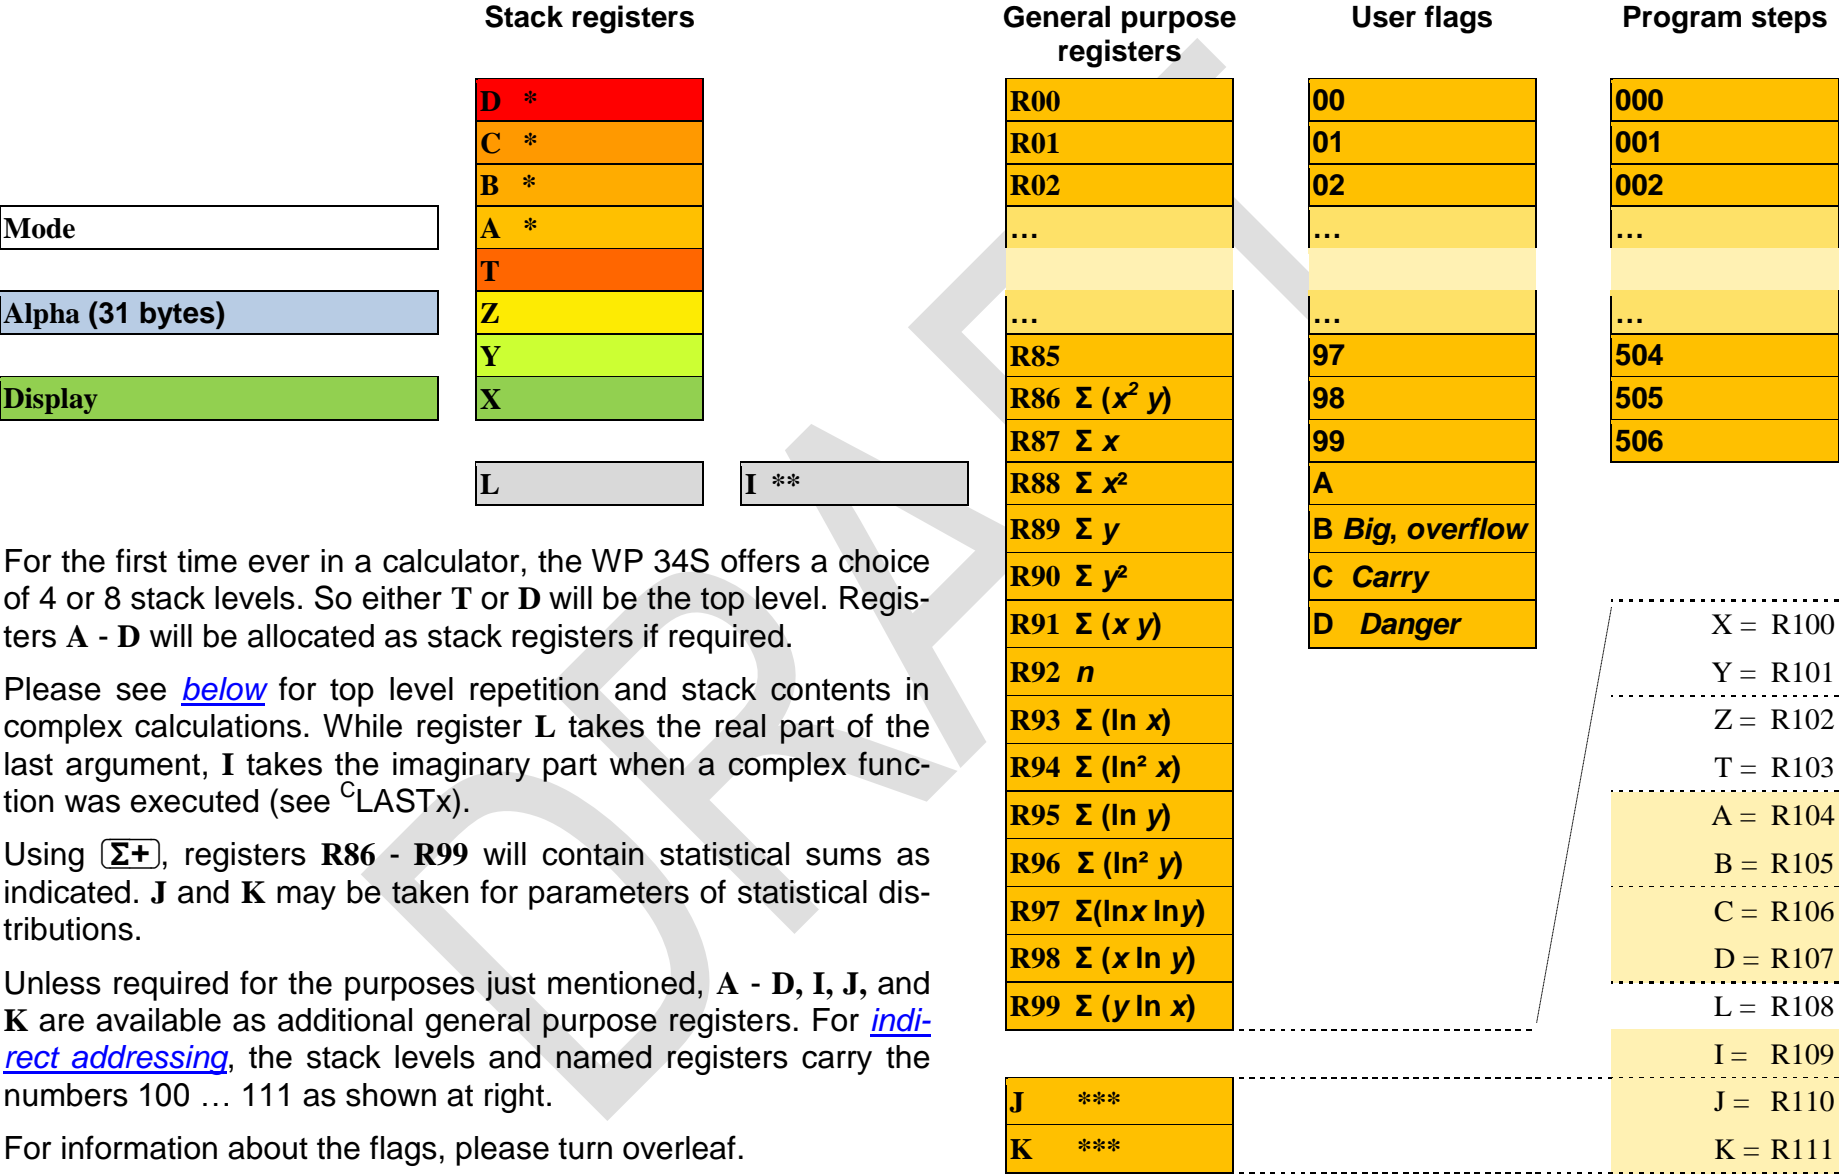 Stack registers
General purpose
registers
User flags
Program steps
D *
C *
B *
A *
T
Z
Y
X
Mode
Alpha (31 bytes)
Display
L
I **
For the first time ever in a calculator, the WP 34S offers a choice
of 4 or 8 stack levels. So either T or D will be the top level. Regis-
ters A - D will be allocated as stack registers if required.
Please see below for top level repetition and stack contents in
complex calculations. While register L takes the real part of the
last argument, I takes the imaginary part when a complex func-
tion was executed (see ᶜLASTx).
Using Σ+, registers R86 - R99 will contain statistical sums as
indicated. J and K may be taken for parameters of statistical dis-
tributions.
Unless required for the purposes just mentioned, A - D, I, J, and
K are available as additional general purpose registers. For indi-
rect addressing, the stack levels and named registers carry the
numbers 100 … 111 as shown at right.
For information about the flags, please turn overleaf.
R00
R01
R02
…
…
R85
R86 Σ (x² y)
R87 Σ x
R88 Σ x²
R89 Σ y
R90 Σ y²
R91 Σ (x y)
R92 n
R93 Σ (ln x)
R94 Σ (ln² x)
R95 Σ (ln y)
R96 Σ (ln² y)
R97 Σ(lnx lny)
R98 Σ (x ln y)
R99 Σ (y ln x)
J ***
K ***
00
01
02
…
…
97
98
99
A
B Big, overflow
C Carry
D Danger
000
001
002
…
…
504
505
506
X = R100
Y = R101
Z = R102
T = R103
A = R104
B = R105
C = R106
D = R107
L = R108
I = R109
J = R110
K = R111
DRAFT